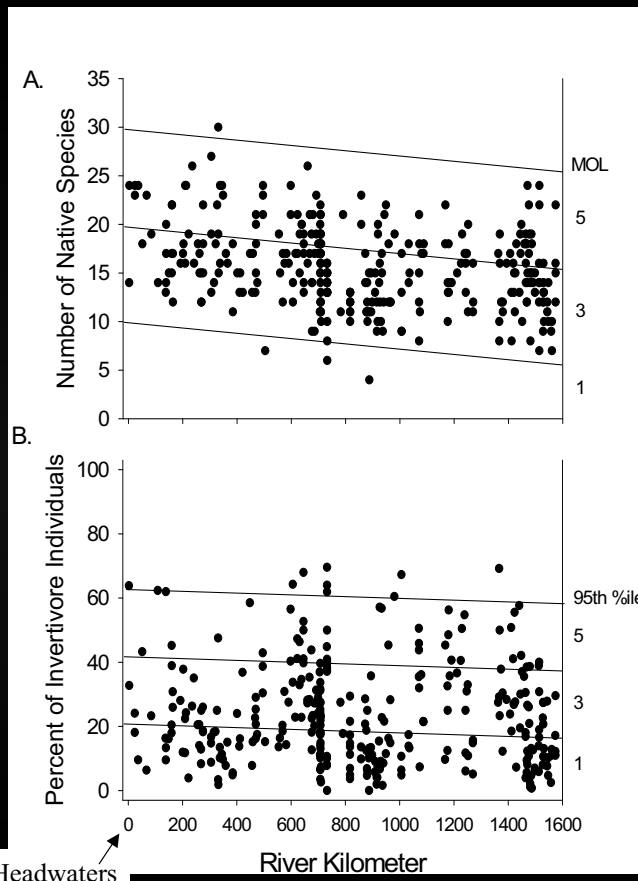 A.
35
30
25
20
15
10
5
0
Number of Native Species
MOL
5
3
1
B.
100
80
60
40
20
0
Percent of Invertivore Individuals
95th %ile
5
3
1
0 200 400 600 800 1000 1200 1400 1600
River Kilometer
Headwaters